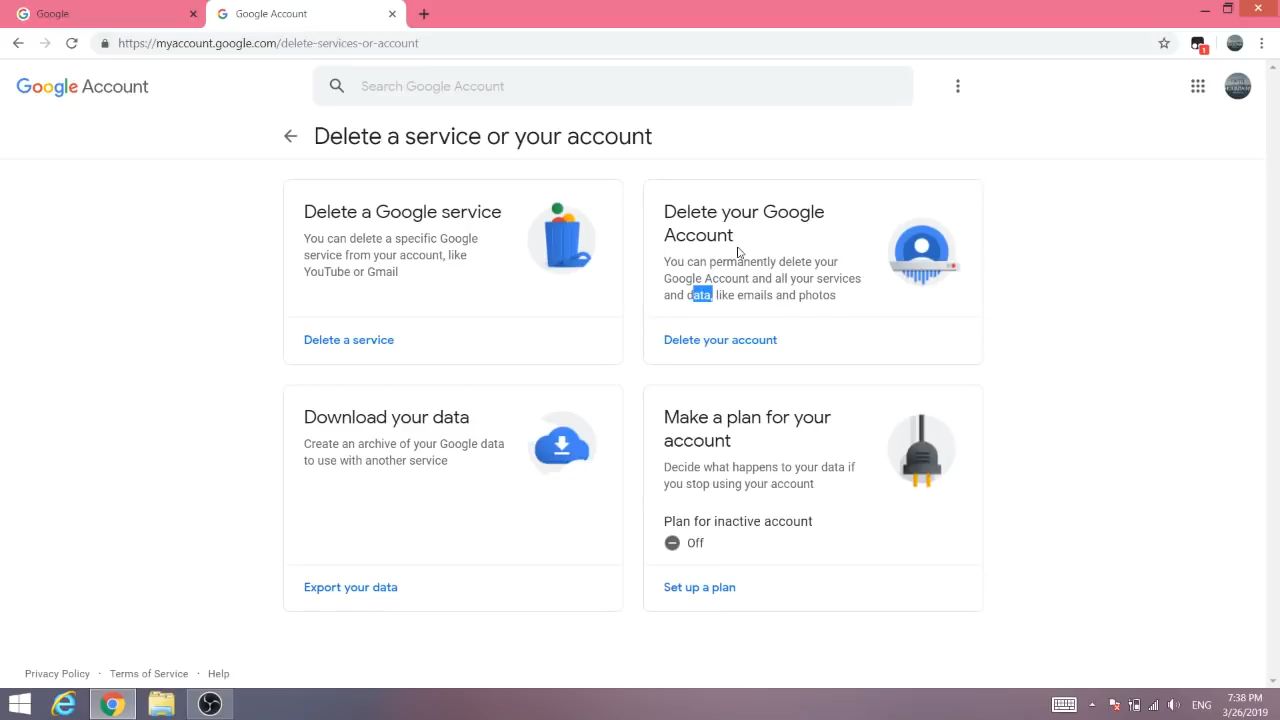 Google
Google Account
https://myaccount.google.com/delete-services-or-account
1
Google Account
Search Google Account
Delete a service or your account
Delete a Google service
You can delete a specific Google
service from your account, like
YouTube or Gmail
Delete a service
Delete your Google
Account
You can permanently delete your
Google Account and all your services
and data, like emails and photos
Delete your account
Download your data
Create an archive of your Google data
to use with another service
Export your data
Make a plan for your
account
Decide what happens to your data if
you stop using your account
Plan for inactive account
Off
Set up a plan
Privacy Policy · Terms of Service · Help
ENG
7:38 PM
3/26/2019